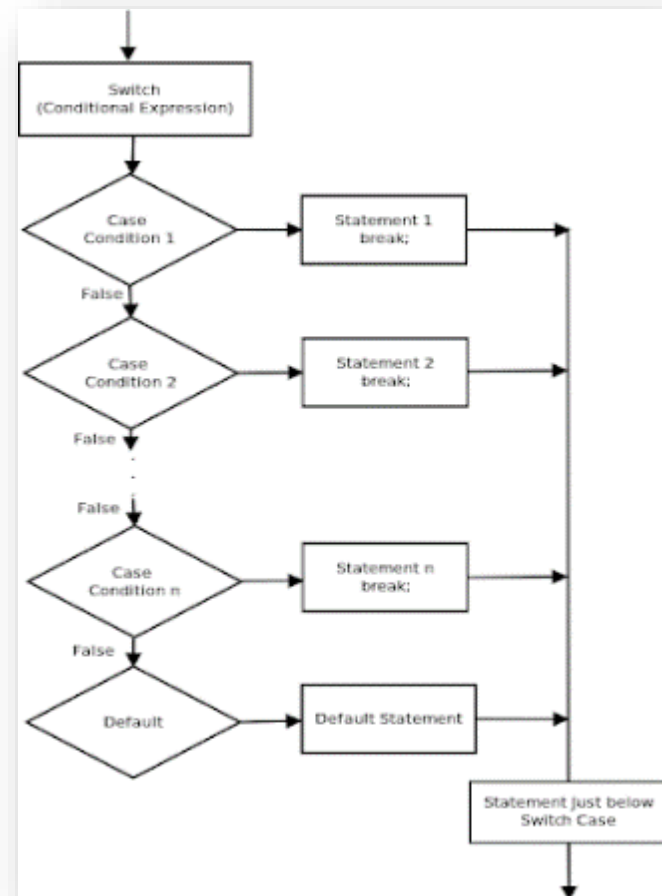 Switch
(Conditional Expression)
Case
Condition 1
Statement 1
break;
False
Case
Condition 2
Statement 2
break;
False
False
Case
Condition n
Statement n
break;
False
Default
Default Statement
Statement just below
Switch Case